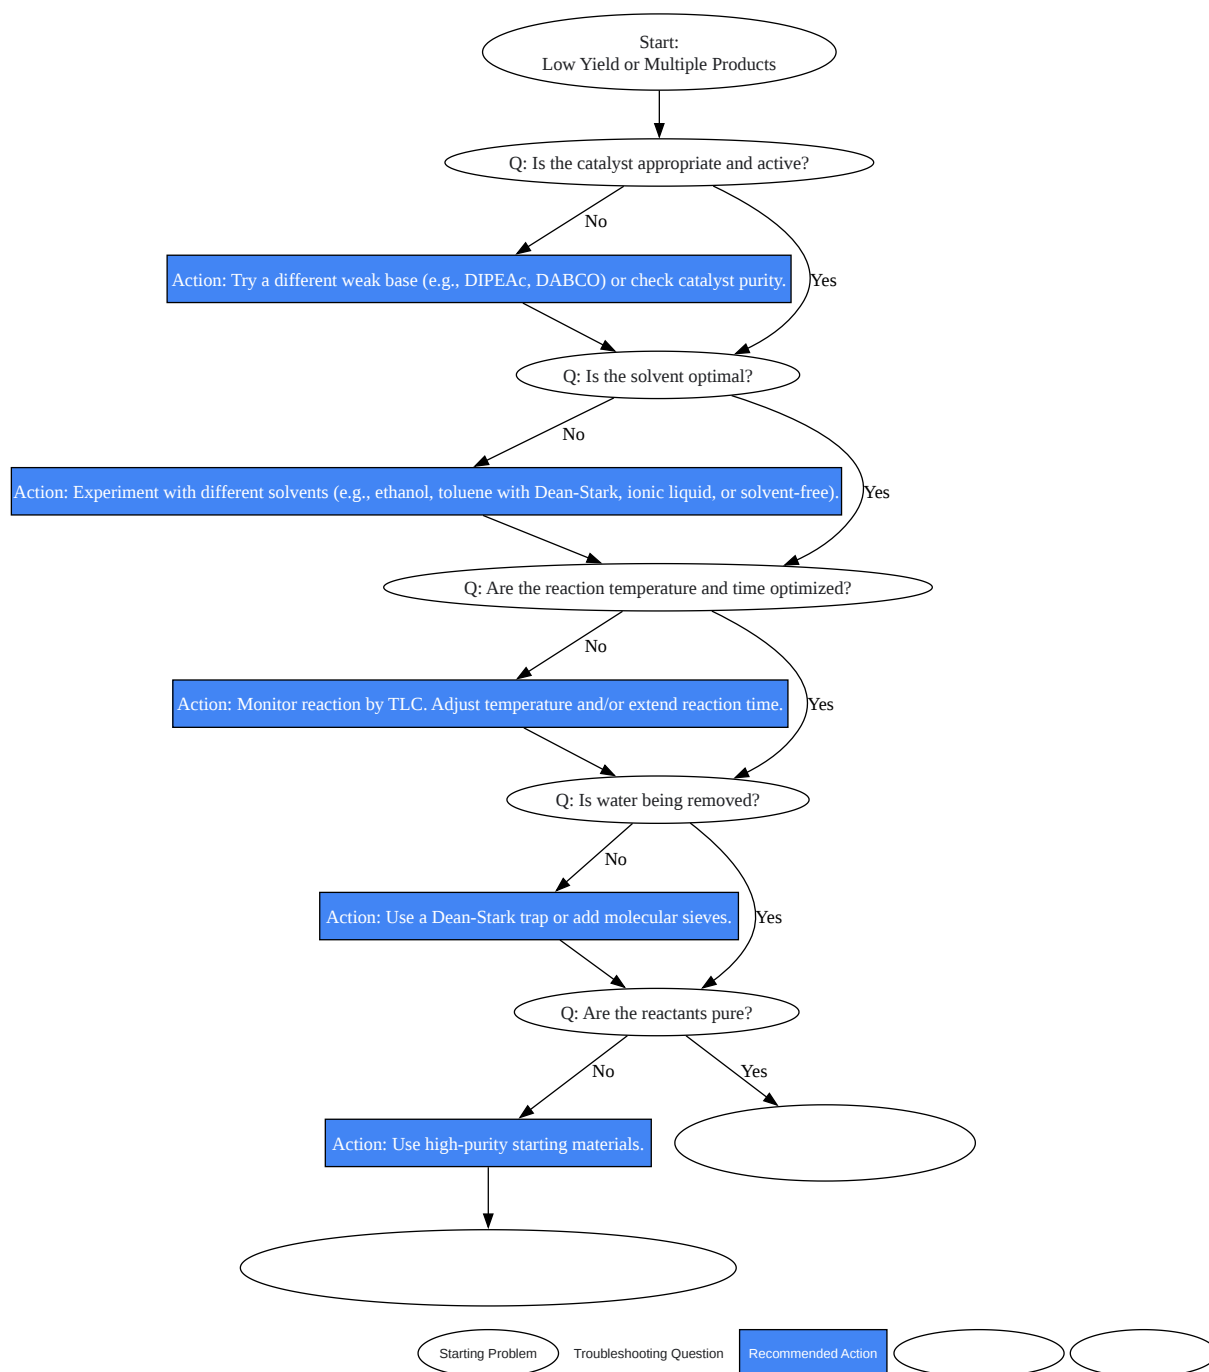 Start:
Low Yield or Multiple Products
Q: Is the catalyst appropriate and active?
No
Action: Try a different weak base (e.g., DIPEAc, DABCO) or check catalyst purity.
Yes
Q: Is the solvent optimal?
No
Action: Experiment with different solvents (e.g., ethanol, toluene with Dean-Stark, ionic liquid, or solvent-free).
Yes
Q: Are the reaction temperature and time optimized?
No
Action: Monitor reaction by TLC. Adjust temperature and/or extend reaction time.
Yes
Q: Is water being removed?
No
Action: Use a Dean-Stark trap or add molecular sieves.
Yes
Q: Are the reactants pure?
No
Yes
Action: Use high-purity starting materials.
Starting Problem
Troubleshooting Question
Recommended Action